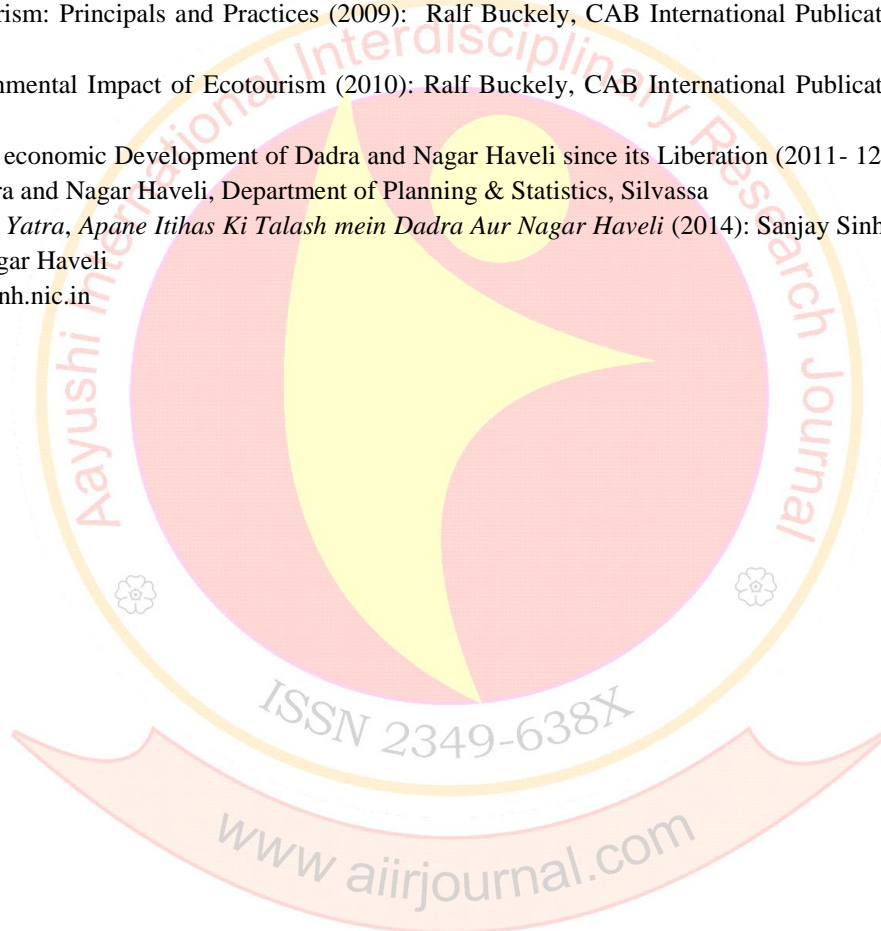 rism: Principals and Practices (2009): Ralf Buckely, CAB International Publicat
nmental Impact of Ecotourism (2010): Ralf Buckely, CAB International Publicat
economic Development of Dadra and Nagar Haveli since its Liberation (2011- 12
ra and Nagar Haveli, Department of Planning & Statistics, Silvassa
Yatra, Apane Itihas Ki Talash mein Dadra Aur Nagar Haveli (2014): Sanjay Sinh
gar Haveli
nh.nic.in
Aayushi International Interdisciplinary Research Journal
ISSN 2349-638X
www aiirjournal.com